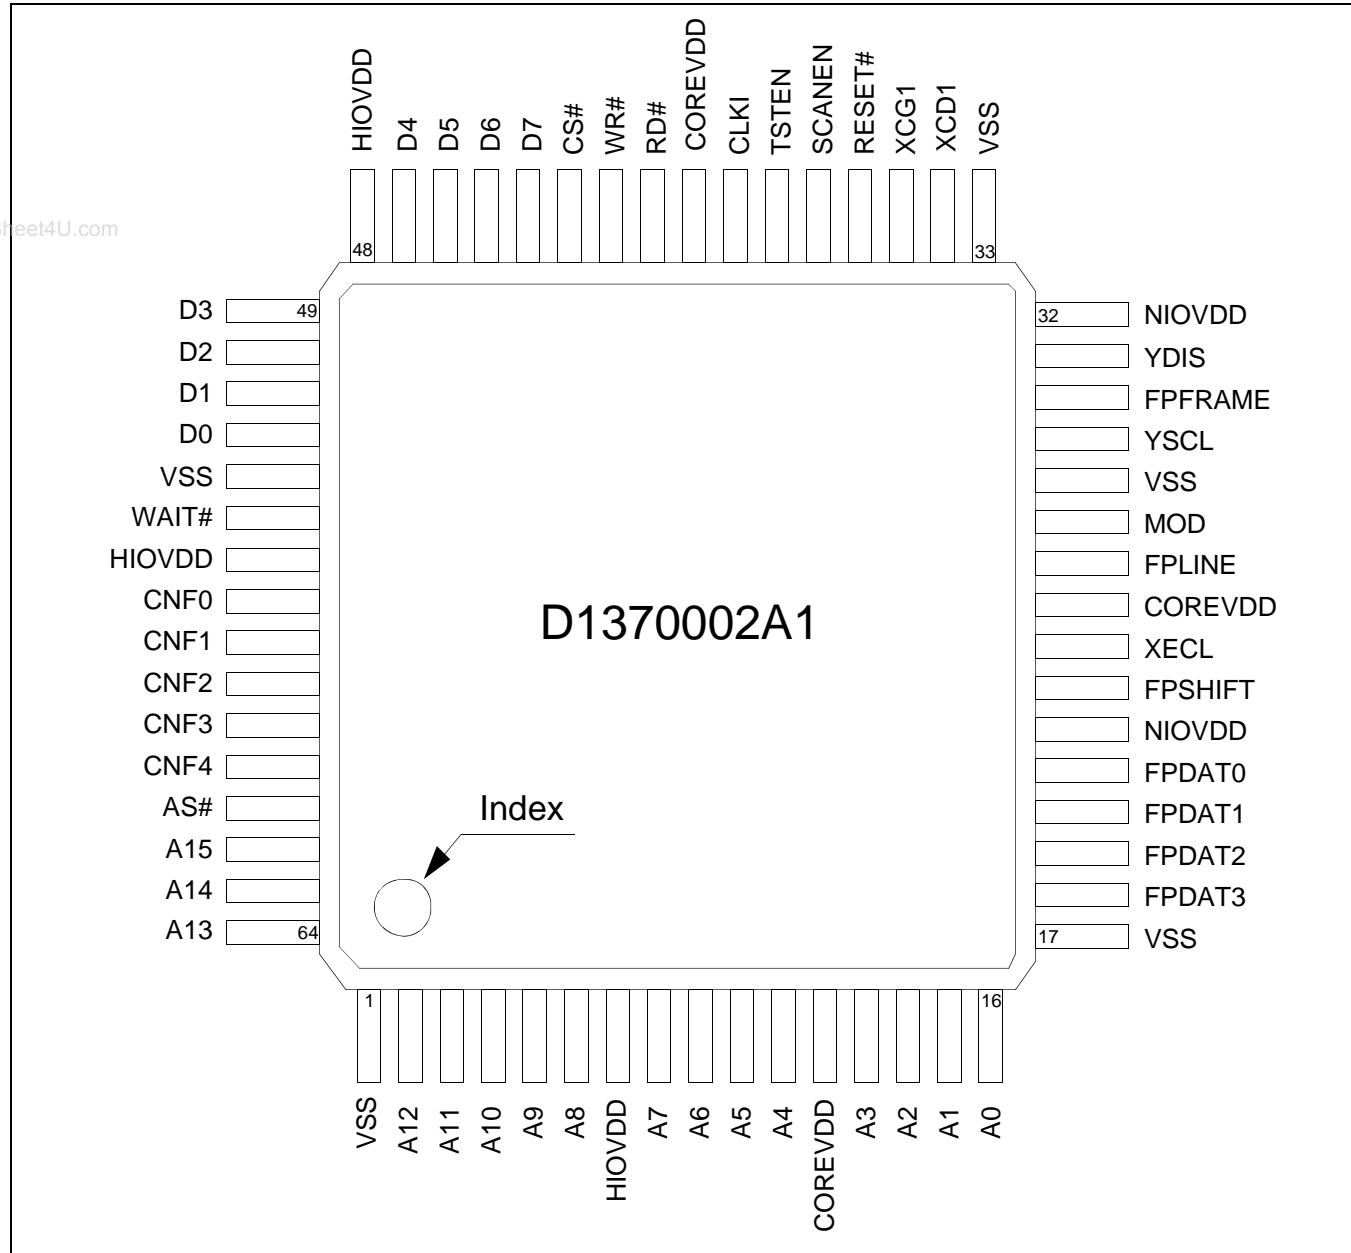 HIOVDD
D4
D5
D6
D7
CS#
WR#
RD#
COREVDD
CLKI
TSTEN
SCANEN
RESET#
XCG1
XCD1
VSS
heet4U.com
48
33
D3
49
D2
D1
D0
VSS
WAIT#
HIOVDD
CNF0
CNF1
CNF2
CNF3
CNF4
AS#
A15
A14
A13
64
D1370002A1
Index
32
NIOVDD
YDIS
FPFRAME
YSCL
VSS
MOD
FPLINE
COREVDD
XECL
FPSHIFT
NIOVDD
FPDAT0
FPDAT1
FPDAT2
FPDAT3
17
VSS
1
16
VSS
A12
A11
A10
A9
A8
HIOVDD
A7
A6
A5
A4
COREVDD
A3
A2
A1
A0